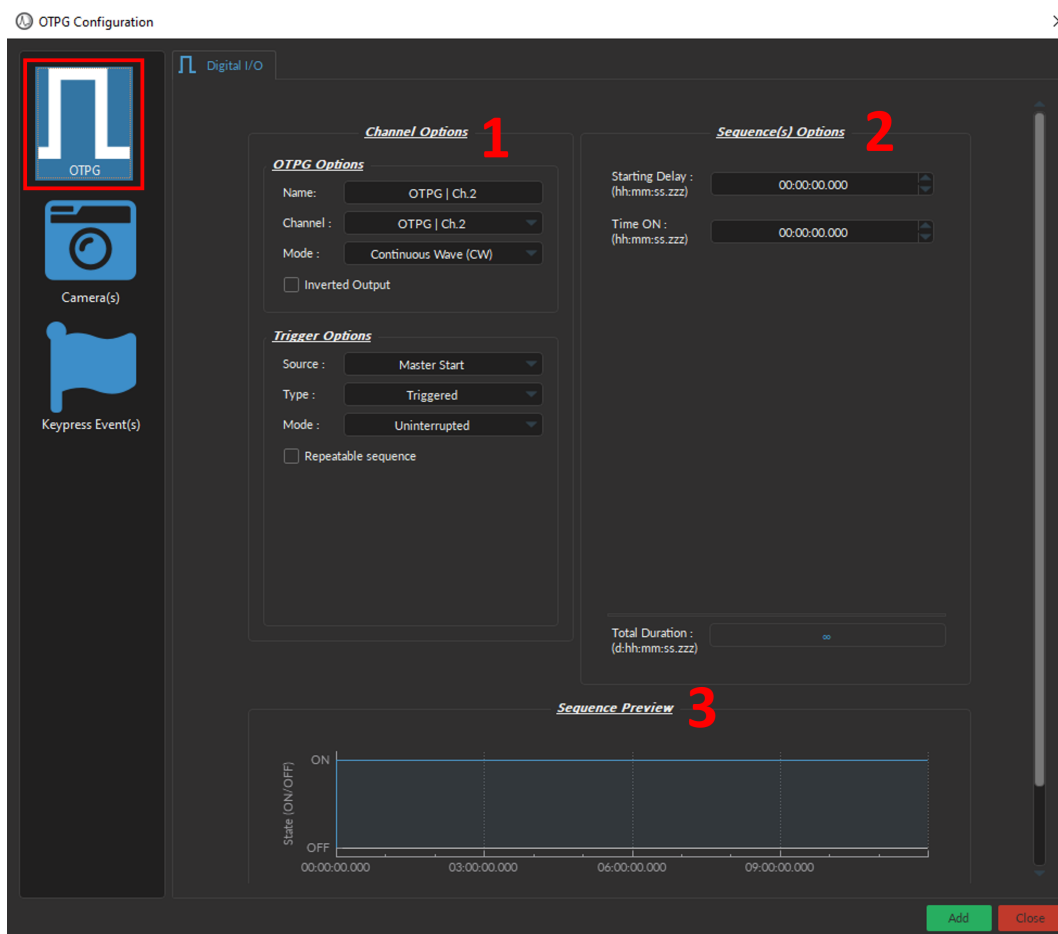 OTPG Configuration
OTPG
Camera(s)
Keypress Event(s)
Digital I/O
Channel Options 1
OTPG Options
Name: OTPG | Ch.2
Channel : OTPG | Ch.2
Mode : Continuous Wave (CW)
Inverted Output
Trigger Options
Source : Master Start
Type : Triggered
Mode : Uninterrupted
Repeatable sequence
Sequence(s) Options 2
Starting Delay :
(hh:mm:ss.zzz) 00:00:00.000
Time ON :
(hh:mm:ss.zzz) 00:00:00.000
Total Duration :
(d:hh:mm:ss.zzz) ∞
Sequence Preview 3
State (ON/OFF)
ON
OFF
00:00:00.000 03:00:00.000 06:00:00.000 09:00:00.000
Add Close